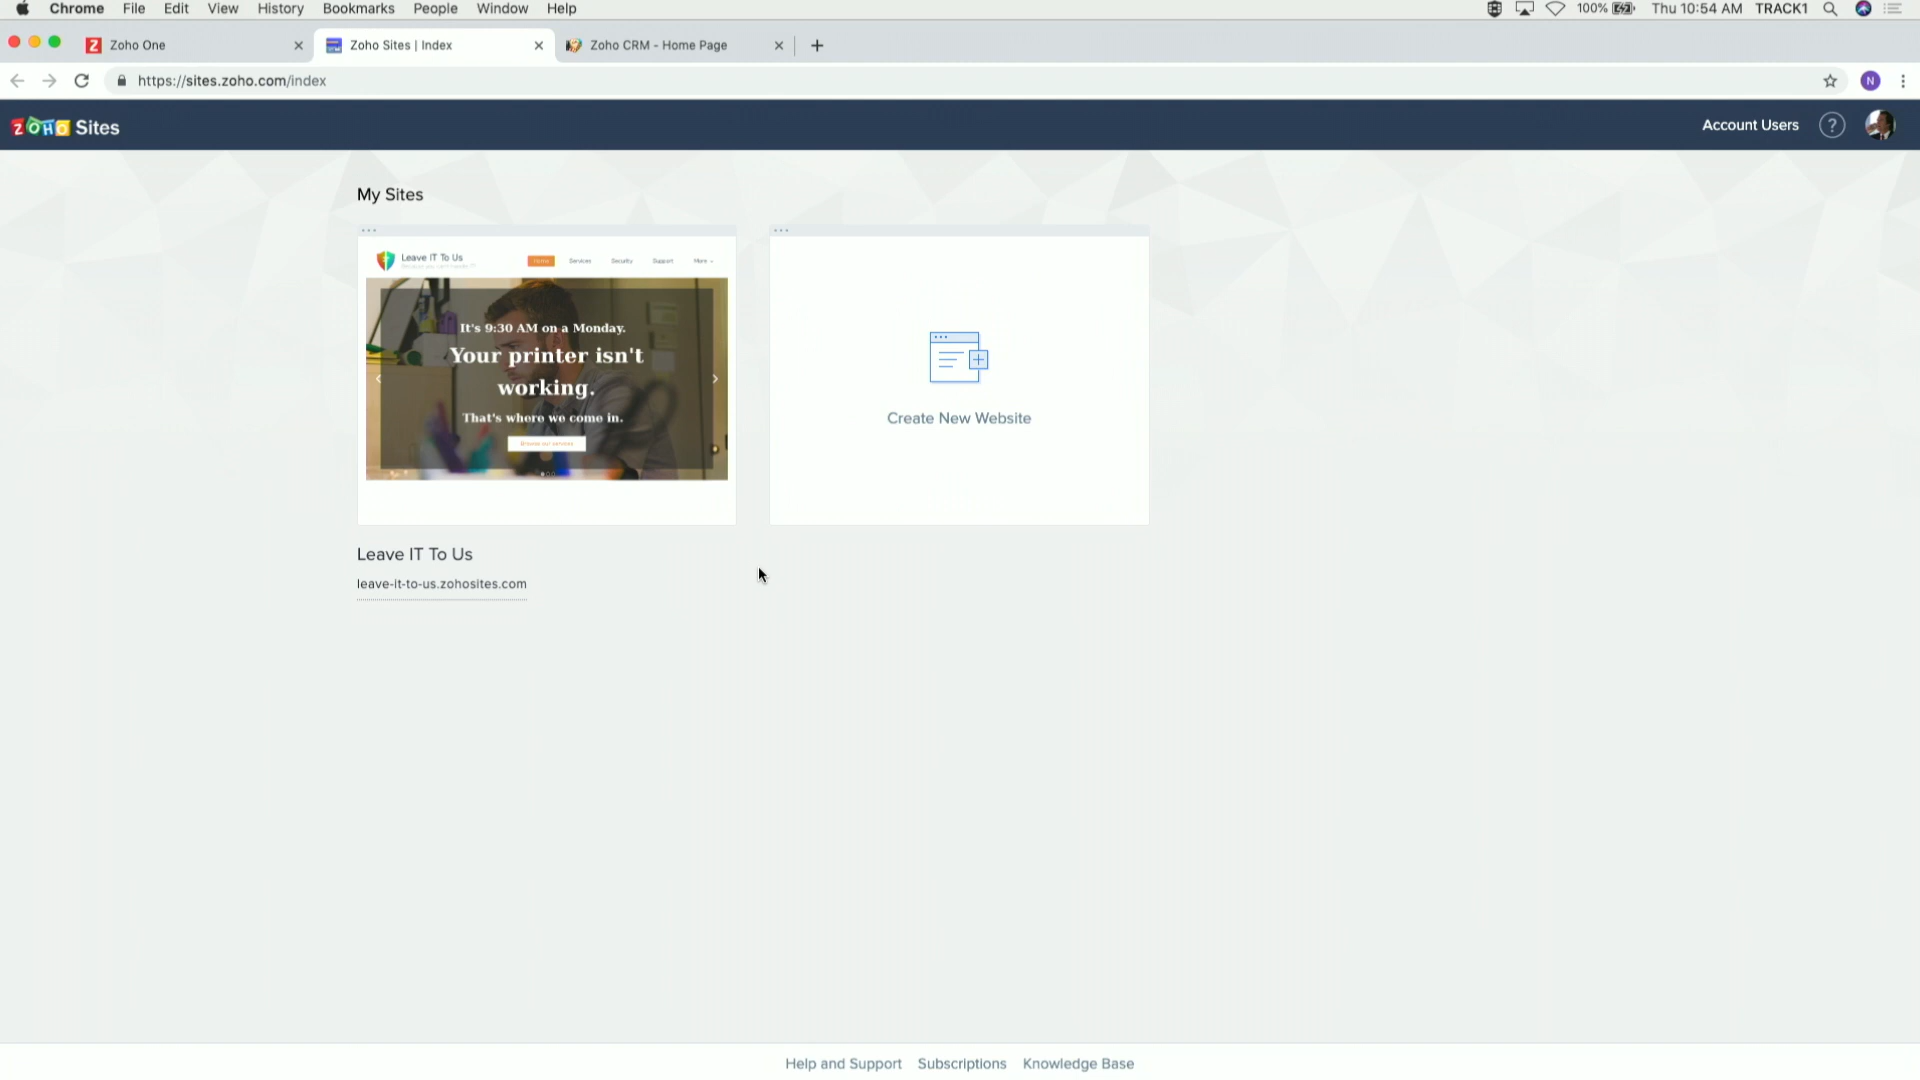 Chrome File Edit View History Bookmarks People Window Help 100% Thu 10:54 AM TRACK1
Zoho One Zoho Sites | Index Zoho CRM - Home Page
https://sites.zoho.com/index N
ZOHO Sites Account Users ?
My Sites
Leave IT To Us
Home Services Security Support More
It's 9:30 AM on a Monday.
Your printer isn't
working.
That's where we come in.
Browse our services
Create New Website
Leave IT To Us
leave-it-to-us.zohosites.com
Help and Support Subscriptions Knowledge Base